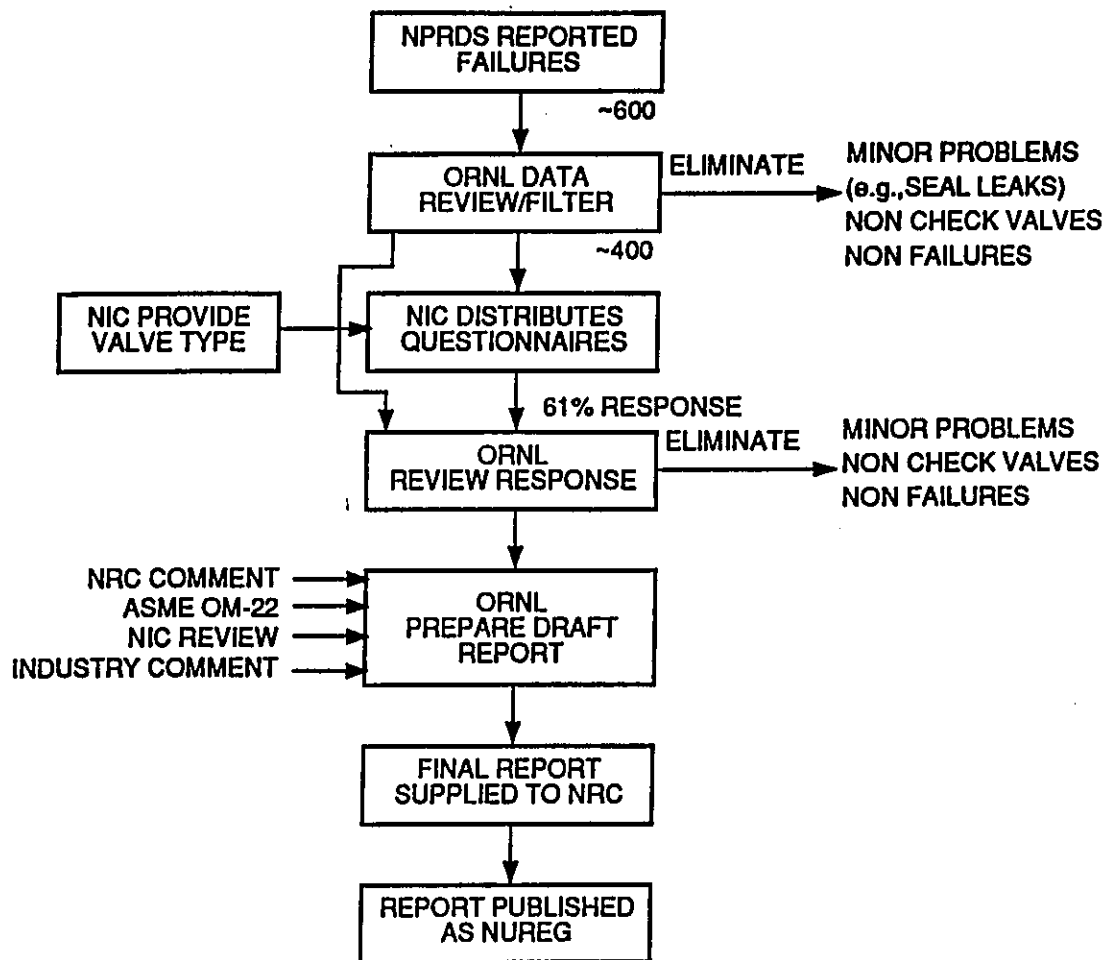 NPRDS REPORTED
FAILURES
~600
ORNL DATA
REVIEW/FILTER
ELIMINATE
MINOR PROBLEMS
(e.g.,SEAL LEAKS)
NON CHECK VALVES
NON FAILURES
~400
NIC PROVIDE
VALVE TYPE
NIC DISTRIBUTES
QUESTIONNAIRES
61% RESPONSE
ORNL
REVIEW RESPONSE
ELIMINATE
MINOR PROBLEMS
NON CHECK VALVES
NON FAILURES
NRC COMMENT
ASME OM-22
NIC REVIEW
INDUSTRY COMMENT
ORNL
PREPARE DRAFT
REPORT
FINAL REPORT
SUPPLIED TO NRC
REPORT PUBLISHED
AS NUREG